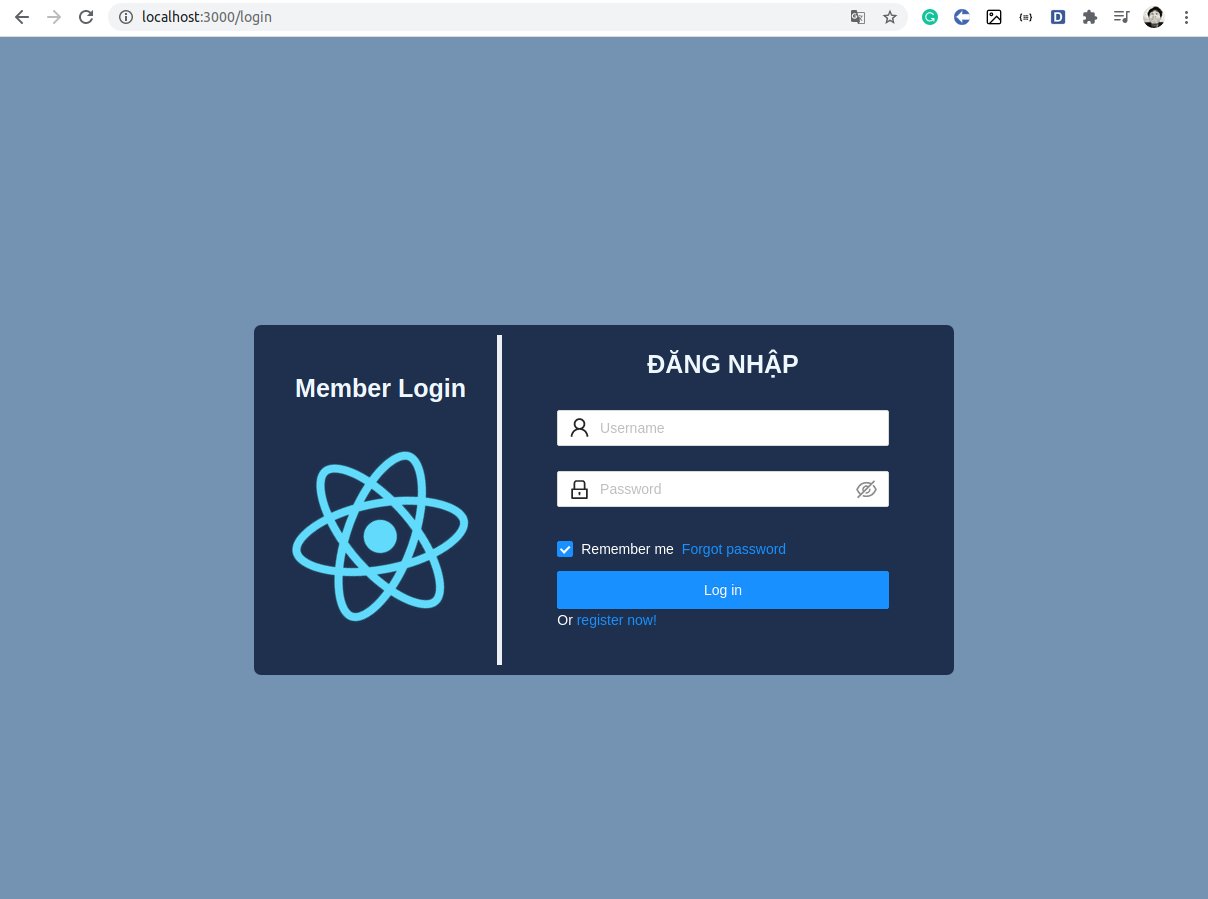 localhost:3000/login
Member Login
ĐĂNG NHẬP
Username
Password
Remember me Forgot password
Log in
Or register now!